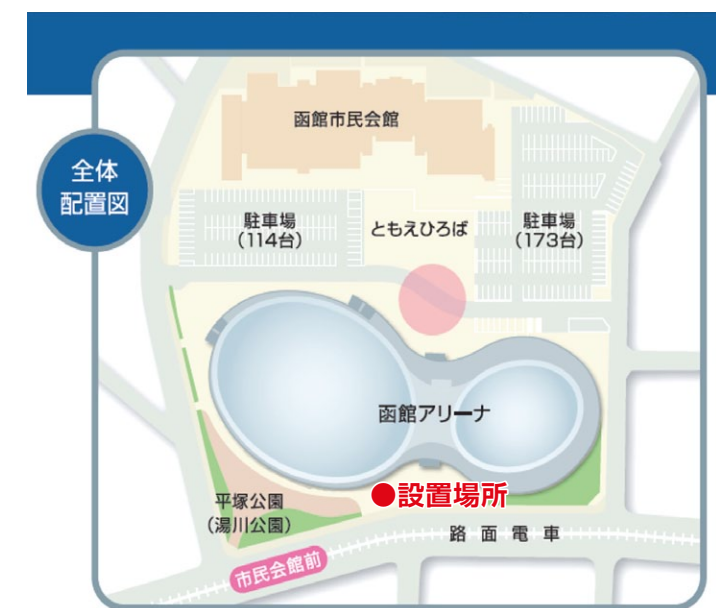 全体
配置図
函館市民会館
駐車場
(114台)
ともえひろば
駐車場
(173台)
函館アリーナ
●設置場所
平塚公園
(湯川公園)
路面電車
市民会館前